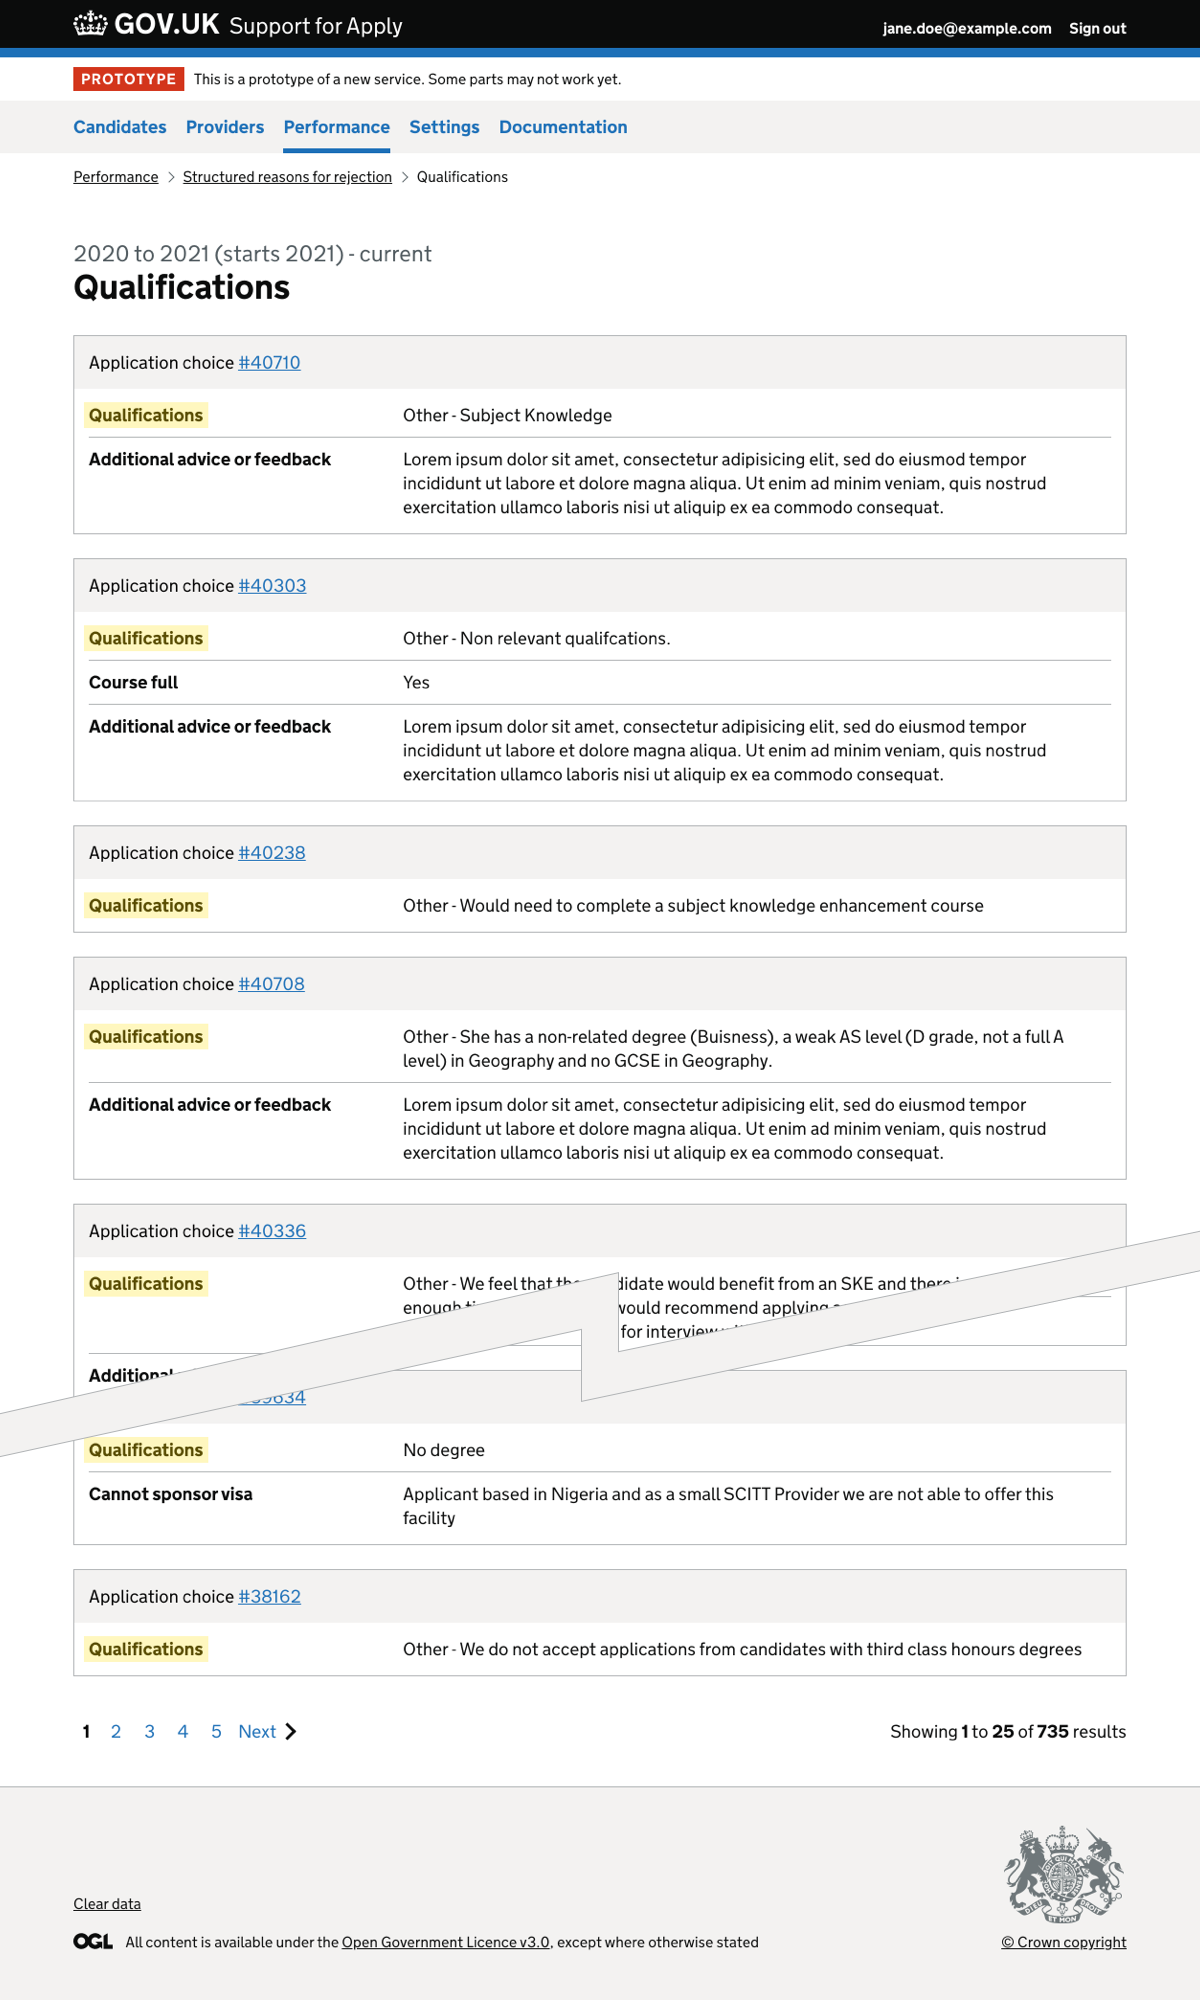 GOV.UK Support for Apply
jane.doe@example.com Sign out
PROTOTYPE This is a prototype of a new service. Some parts may not work yet.
Candidates Providers Performance Settings Documentation
Performance > Structured reasons for rejection > Qualifications
2020 to 2021 (starts 2021) - current
Qualifications
Application choice #40710
Qualifications Other - Subject Knowledge
Additional advice or feedback Lorem ipsum dolor sit amet, consectetur adipisicing elit, sed do eiusmod tempor
incididunt ut labore et dolore magna aliqua. Ut enim ad minim veniam, quis nostrud
exercitation ullamco laboris nisi ut aliquip ex ea commodo consequat.
Application choice #40303
Qualifications Other - Non relevant qualifcations.
Course full Yes
Additional advice or feedback Lorem ipsum dolor sit amet, consectetur adipisicing elit, sed do eiusmod tempor
incididunt ut labore et dolore magna aliqua. Ut enim ad minim veniam, quis nostrud
exercitation ullamco laboris nisi ut aliquip ex ea commodo consequat.
Application choice #40238
Qualifications Other - Would need to complete a subject knowledge enhancement course
Application choice #40708
Qualifications Other - She has a non-related degree (Buisness), a weak AS level (D grade, not a full A
level) in Geography and no GCSE in Geography.
Additional advice or feedback Lorem ipsum dolor sit amet, consectetur adipisicing elit, sed do eiusmod tempor
incididunt ut labore et dolore magna aliqua. Ut enim ad minim veniam, quis nostrud
exercitation ullamco laboris nisi ut aliquip ex ea commodo consequat.
Application choice #40336
Qualifications Other - We feel that the didate would benefit from an SKE and there
enough would recommend applying
for interview
Additional
Qualifications No degree
Cannot sponsor visa Applicant based in Nigeria and as a small SCITT Provider we are not able to offer this
facility
Application choice #38162
Qualifications Other - We do not accept applications from candidates with third class honours degrees
1 2 3 4 5 Next Showing 1 to 25 of 735 results
Clear data
OGL All content is available under the Open Government Licence v3.0, except where otherwise stated
© Crown copyright